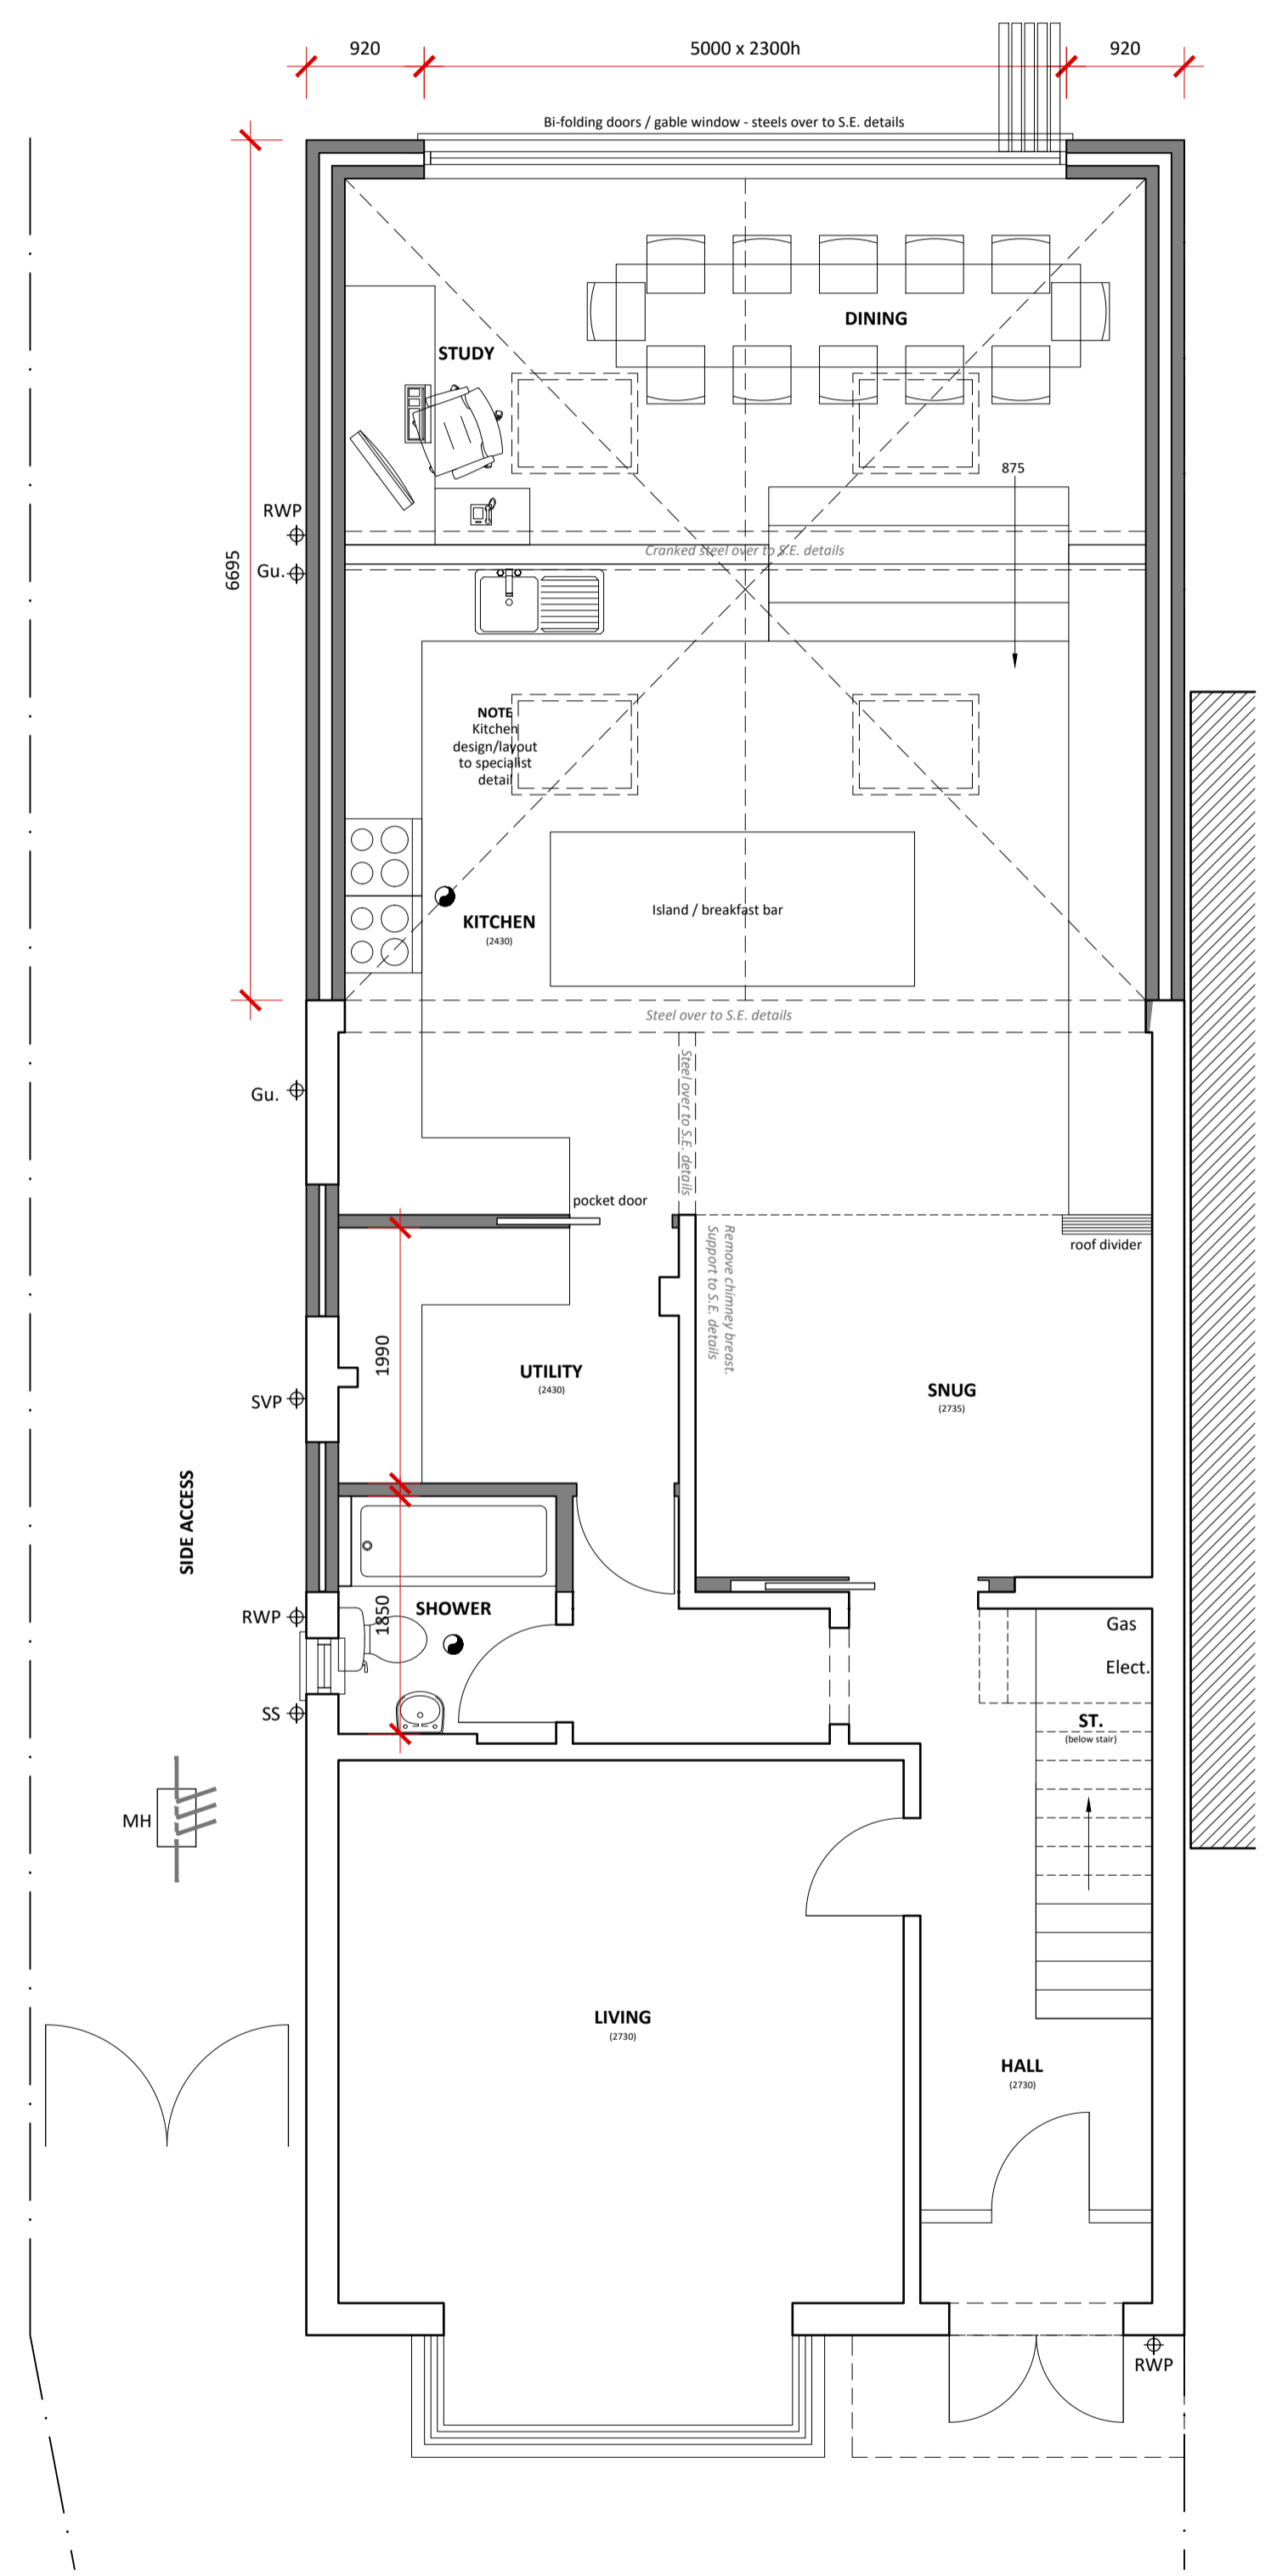 920
5000 x 2300h
920
Bi-folding doors / gable window - steels over to S.E. details
DINING
STUDY
875
RWP
Cranked steel over to S.E. details
Gu.
6695
NOTE
Kitchen
design/layout
to specialist
detail
Island / breakfast bar
KITCHEN
(2430)
Steel over to S.E. details
Steel over to S.E. details
Gu.
pocket door
roof divider
Remove chimney breast.
Support to S.E. details
1990
UTILITY
(2430)
SNUG
(2735)
SVP
SIDE ACCESS
SHOWER
1850
RWP
Gas
Elect.
SS
ST.
(below stair)
MH
LIVING
(2730)
HALL
(2730)
RWP